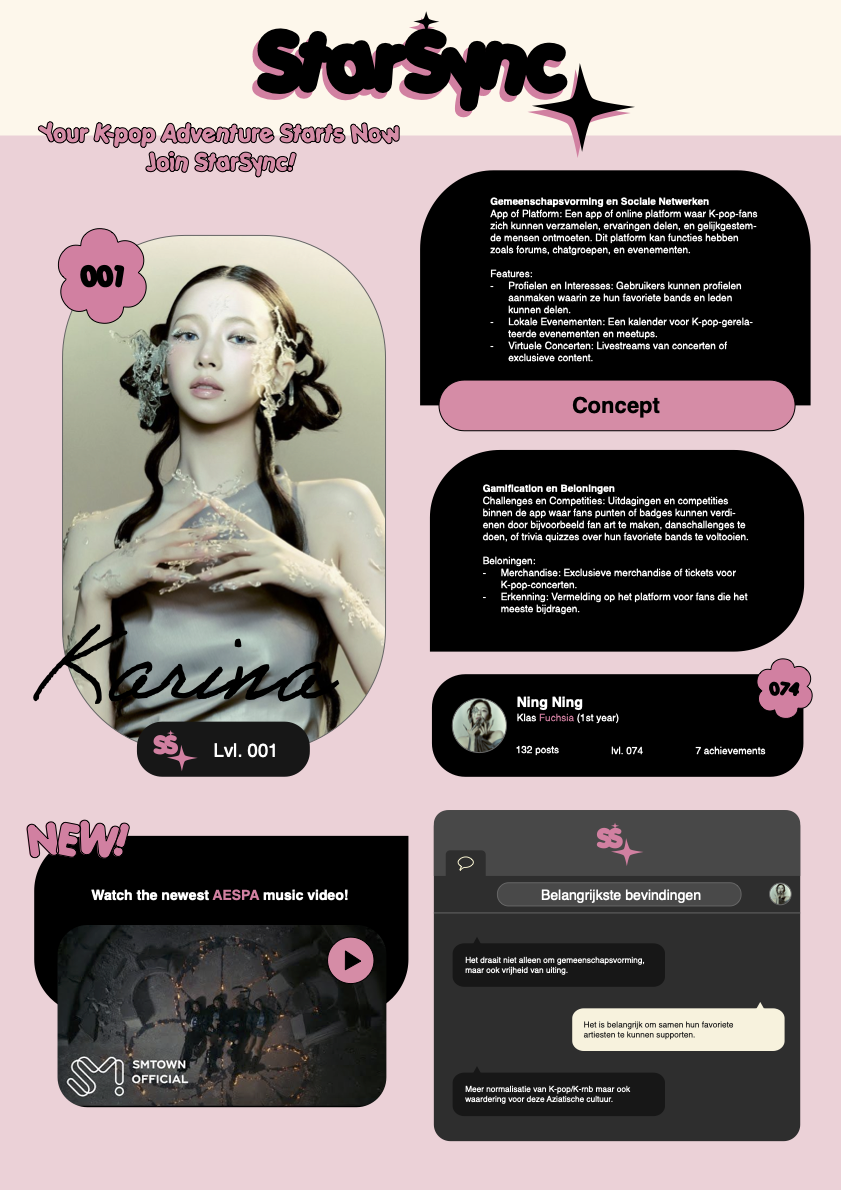 StarSync
Your K-pop Adventure Starts Now
Join StarSync!
001
Karina
SS
Lvl. 001
Gemeenschapsvorming en Sociale Netwerken
App of Platform: Een app of online platform waar K-pop-fans
zich kunnen verzamelen, ervaringen delen, en gelijkgestem-
de mensen ontmoeten. Dit platform kan functies hebben
zoals forums, chatgroepen, en evenementen.
Features:
- Profielen en Interesses: Gebruikers kunnen profielen
aanmaken waarin ze hun favoriete bands en leden
kunnen delen.
- Lokale Evenementen: Een kalender voor K-pop-gerela-
teerde evenementen en meetups.
- Virtuele Concerten: Livestreams van concerten of
exclusieve content.
Concept
Gamification en Beloningen
Challenges en Competities: Uitdagingen en competities
binnen de app waar fans punten of badges kunnen verdi-
enen door bijvoorbeeld fan art te maken, danschallenges te
doen, of trivia quizzes over hun favoriete bands te voltooien.
Beloningen:
- Merchandise: Exclusieve merchandise of tickets voor
K-pop-concerten.
- Erkenning: Vermelding op het platform voor fans die het
meeste bijdragen.
074
Ning Ning
Klas Fuchsia (1st year)
132 posts lvl. 074 7 achievements
NEW!
Watch the newest AESPA music video!
SM
SMTOWN
OFFICIAL
SS
Belangrijkste bevindingen
Het draait niet alleen om gemeenschapsvorming,
maar ook vrijheid van uiting.
Het is belangrijk om samen hun favoriete
artiesten te kunnen supporten.
Meer normalisatie van K-pop/K-rnb maar ook
waardering voor deze Aziatische cultuur.